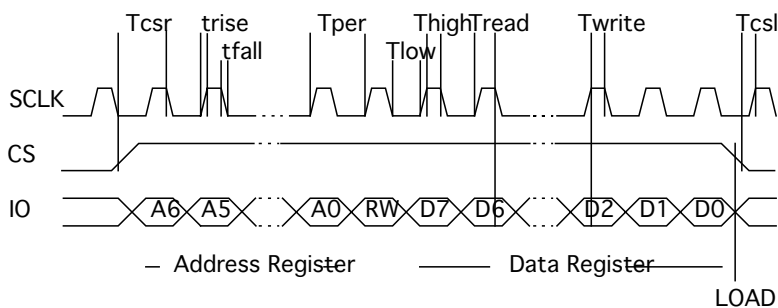 Tcsr trise Tper Thigh Tread Twrite Tcsl
tfall Tlow
SCLK
CS
IO A6 A5 A0 RW D7 D6 D2 D1 D0
Address Register Data Register
LOAD